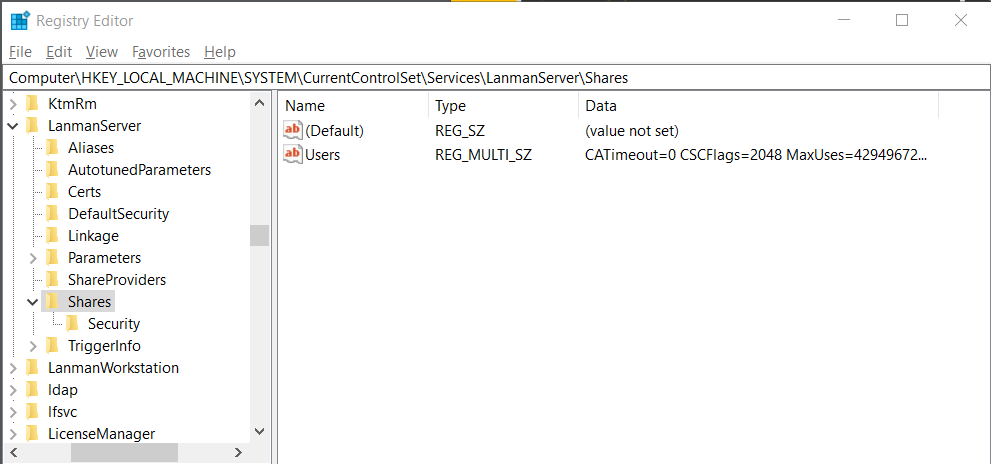 Registry Editor
File Edit View Favorites Help
Computer\HKEY_LOCAL_MACHINE\SYSTEM\CurrentControlSet\Services\LanmanServer\Shares
KtmRm
LanmanServer
Aliases
AutotunedParameters
Certs
DefaultSecurity
Linkage
Parameters
ShareProviders
Shares
Security
TriggerInfo
LanmanWorkstation
ldap
lfsvc
LicenseManager
Name Type Data
ab (Default) REG_SZ (value not set)
ab Users REG_MULTI_SZ CATimeout=0 CSCFlags=2048 MaxUses=42949672...